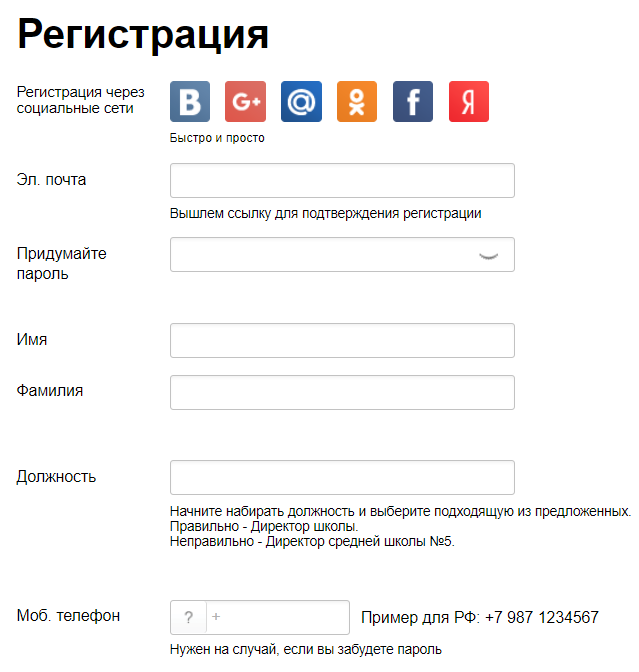 Регистрация
Регистрация через
социальные сети
В G+ @ f Я
Быстро и просто
Эл. почта
Вышлем ссылку для подтверждения регистрации
Придумайте
пароль
Имя
Фамилия
Должность
Начните набирать должность и выберите подходящую из предложенных.
Правильно - Директор школы.
Неправильно - Директор средней школы №5.
Моб. телефон
? + Пример для РФ: +7 987 1234567
Нужен на случай, если вы забудете пароль